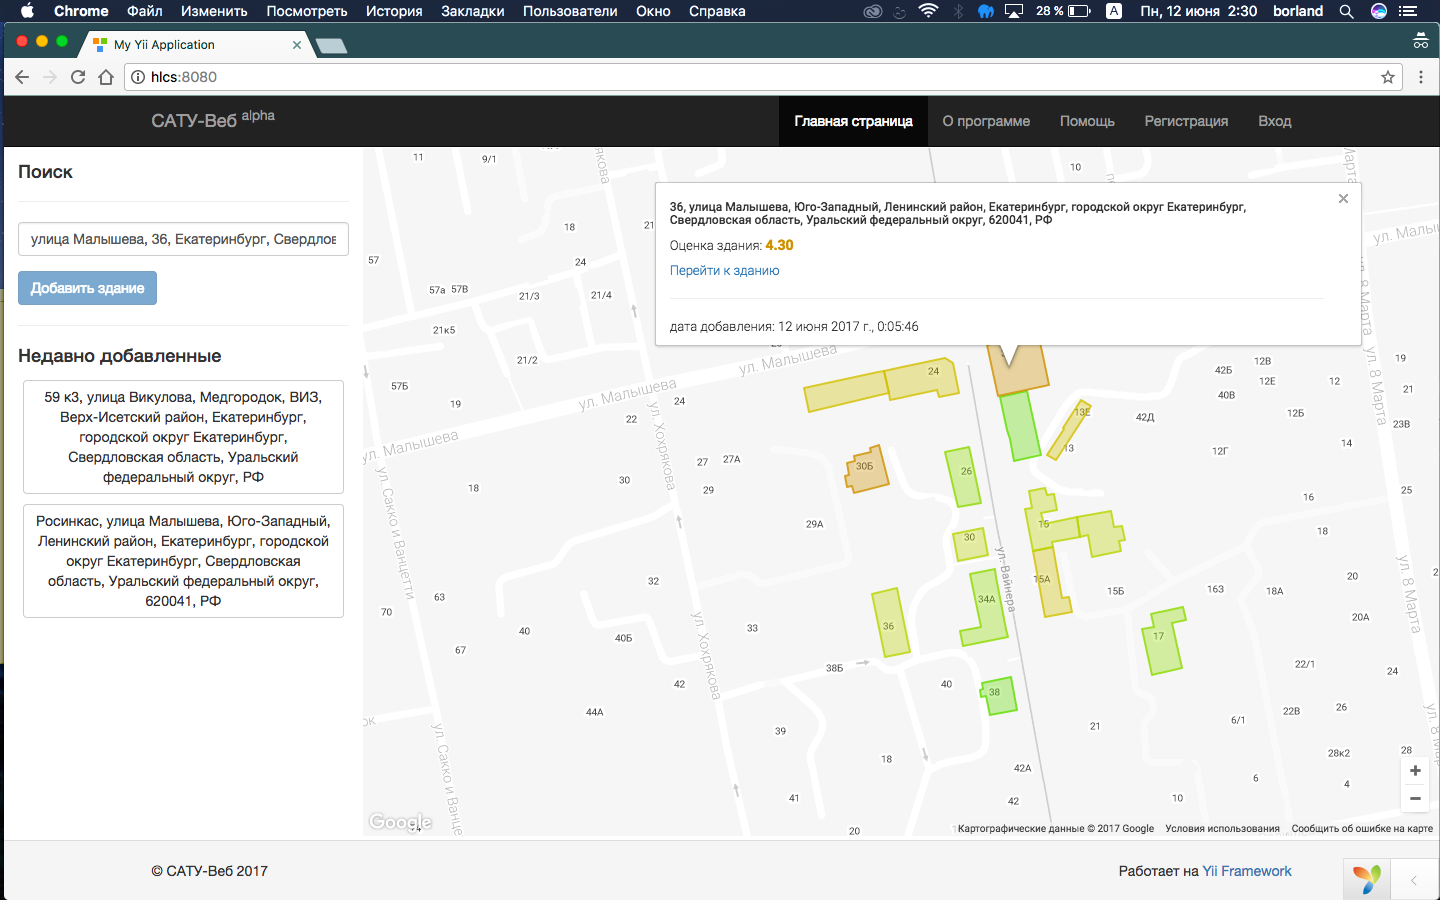 Chrome Файл Изменить Посмотреть История Закладки Пользователи Окно Справка 28 % A Пн, 12 июня 2:30 borland
My Yii Application
hlcs:8080
САТУ-Веб alpha
Главная страница О программе Помощь Регистрация Вход
Поиск
улица Малышева, 36, Екатеринбург, Свердлов
Добавить здание
Недавно добавленные
59 к3, улица Викулова, Медгородок, ВИЗ,
Верх-Исетский район, Екатеринбург,
городской округ Екатеринбург,
Свердловская область, Уральский
федеральный округ, РФ
Росинкас, улица Малышева, Юго-Западный,
Ленинский район, Екатеринбург, городской
округ Екатеринбург, Свердловская
область, Уральский федеральный округ,
620041, РФ
36, улица Малышева, Юго-Западный, Ленинский район, Екатеринбург, городской округ Екатеринбург,
Свердловская область, Уральский федеральный округ, 620041, РФ
Оценка здания: 4.30
Перейти к зданию
дата добавления: 12 июня 2017 г., 0:05:46
11
9/1
10
18
21
57
24
57а 57В
21/3
21/4
21к5
21/2
57Б
19
22
24
24
ул. Малышева
ул. Малышева
ул. Малышева
ул. Малы
ул. Хохрякова
ул. Хохрякова
Хохрякова
ул. Сакко и Ванцетти
ул. Сакко и Ванце
ул. Вайнера
8 Марта
ул. 8 Марта
ул. 8 Марта
ул. 8 М
Марта
12В
42Б
12Е
12
19
21
40В
12Б
23В
42Д
13Е
13
14
12Г
27
27А
30Б
26
18
30
29
25
16
29А
15
18
30
32
15А
15Б
163
18А
20
27
20А
63
70
34А
33
40
40Б
36
17
67
38Б
22/1
24
42
40
38
44А
22В
26
6/1
21
39
28к2
28
18
42А
6
4
41
42
10
20
Google
+
−
Картографические данные © 2017 Google Условия использования Сообщить об ошибке на карте
© САТУ-Веб 2017
Работает на Yii Framework